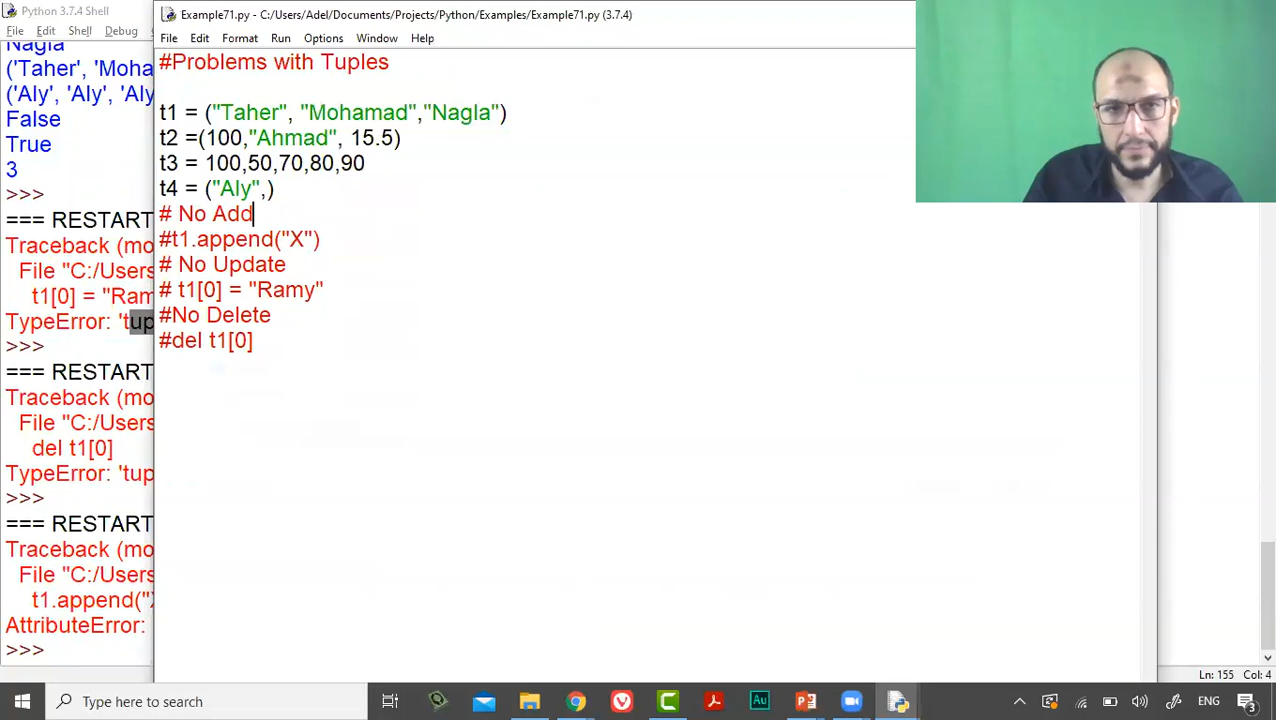 Python 3.7.4 Shell
File Edit Shell Debug
Nagla
('Taher', 'Moha
('Aly', 'Aly', 'Aly
False
True
3
>>>
=== RESTART
Traceback (mo
File "C:/Users
t1[0] = "Ram
TypeError: 'tup
>>>
=== RESTART
Traceback (mo
File "C:/Users
del t1[0]
TypeError: 'tup
>>>
=== RESTART
Traceback (mo
File "C:/Users
t1.append("X
AttributeError:
>>>
Example71.py - C:/Users/Adel/Documents/Projects/Python/Examples/Example71.py (3.7.4)
File Edit Format Run Options Window Help
#Problems with Tuples
t1 = ("Taher", "Mohamad","Nagla")
t2 =(100,"Ahmad", 15.5)
t3 = 100,50,70,80,90
t4 = ("Aly",)
# No Add
#t1.append("X")
# No Update
# t1[0] = "Ramy"
#No Delete
#del t1[0]
Ln: 155 Col: 4
Type here to search
Au
ENG
3